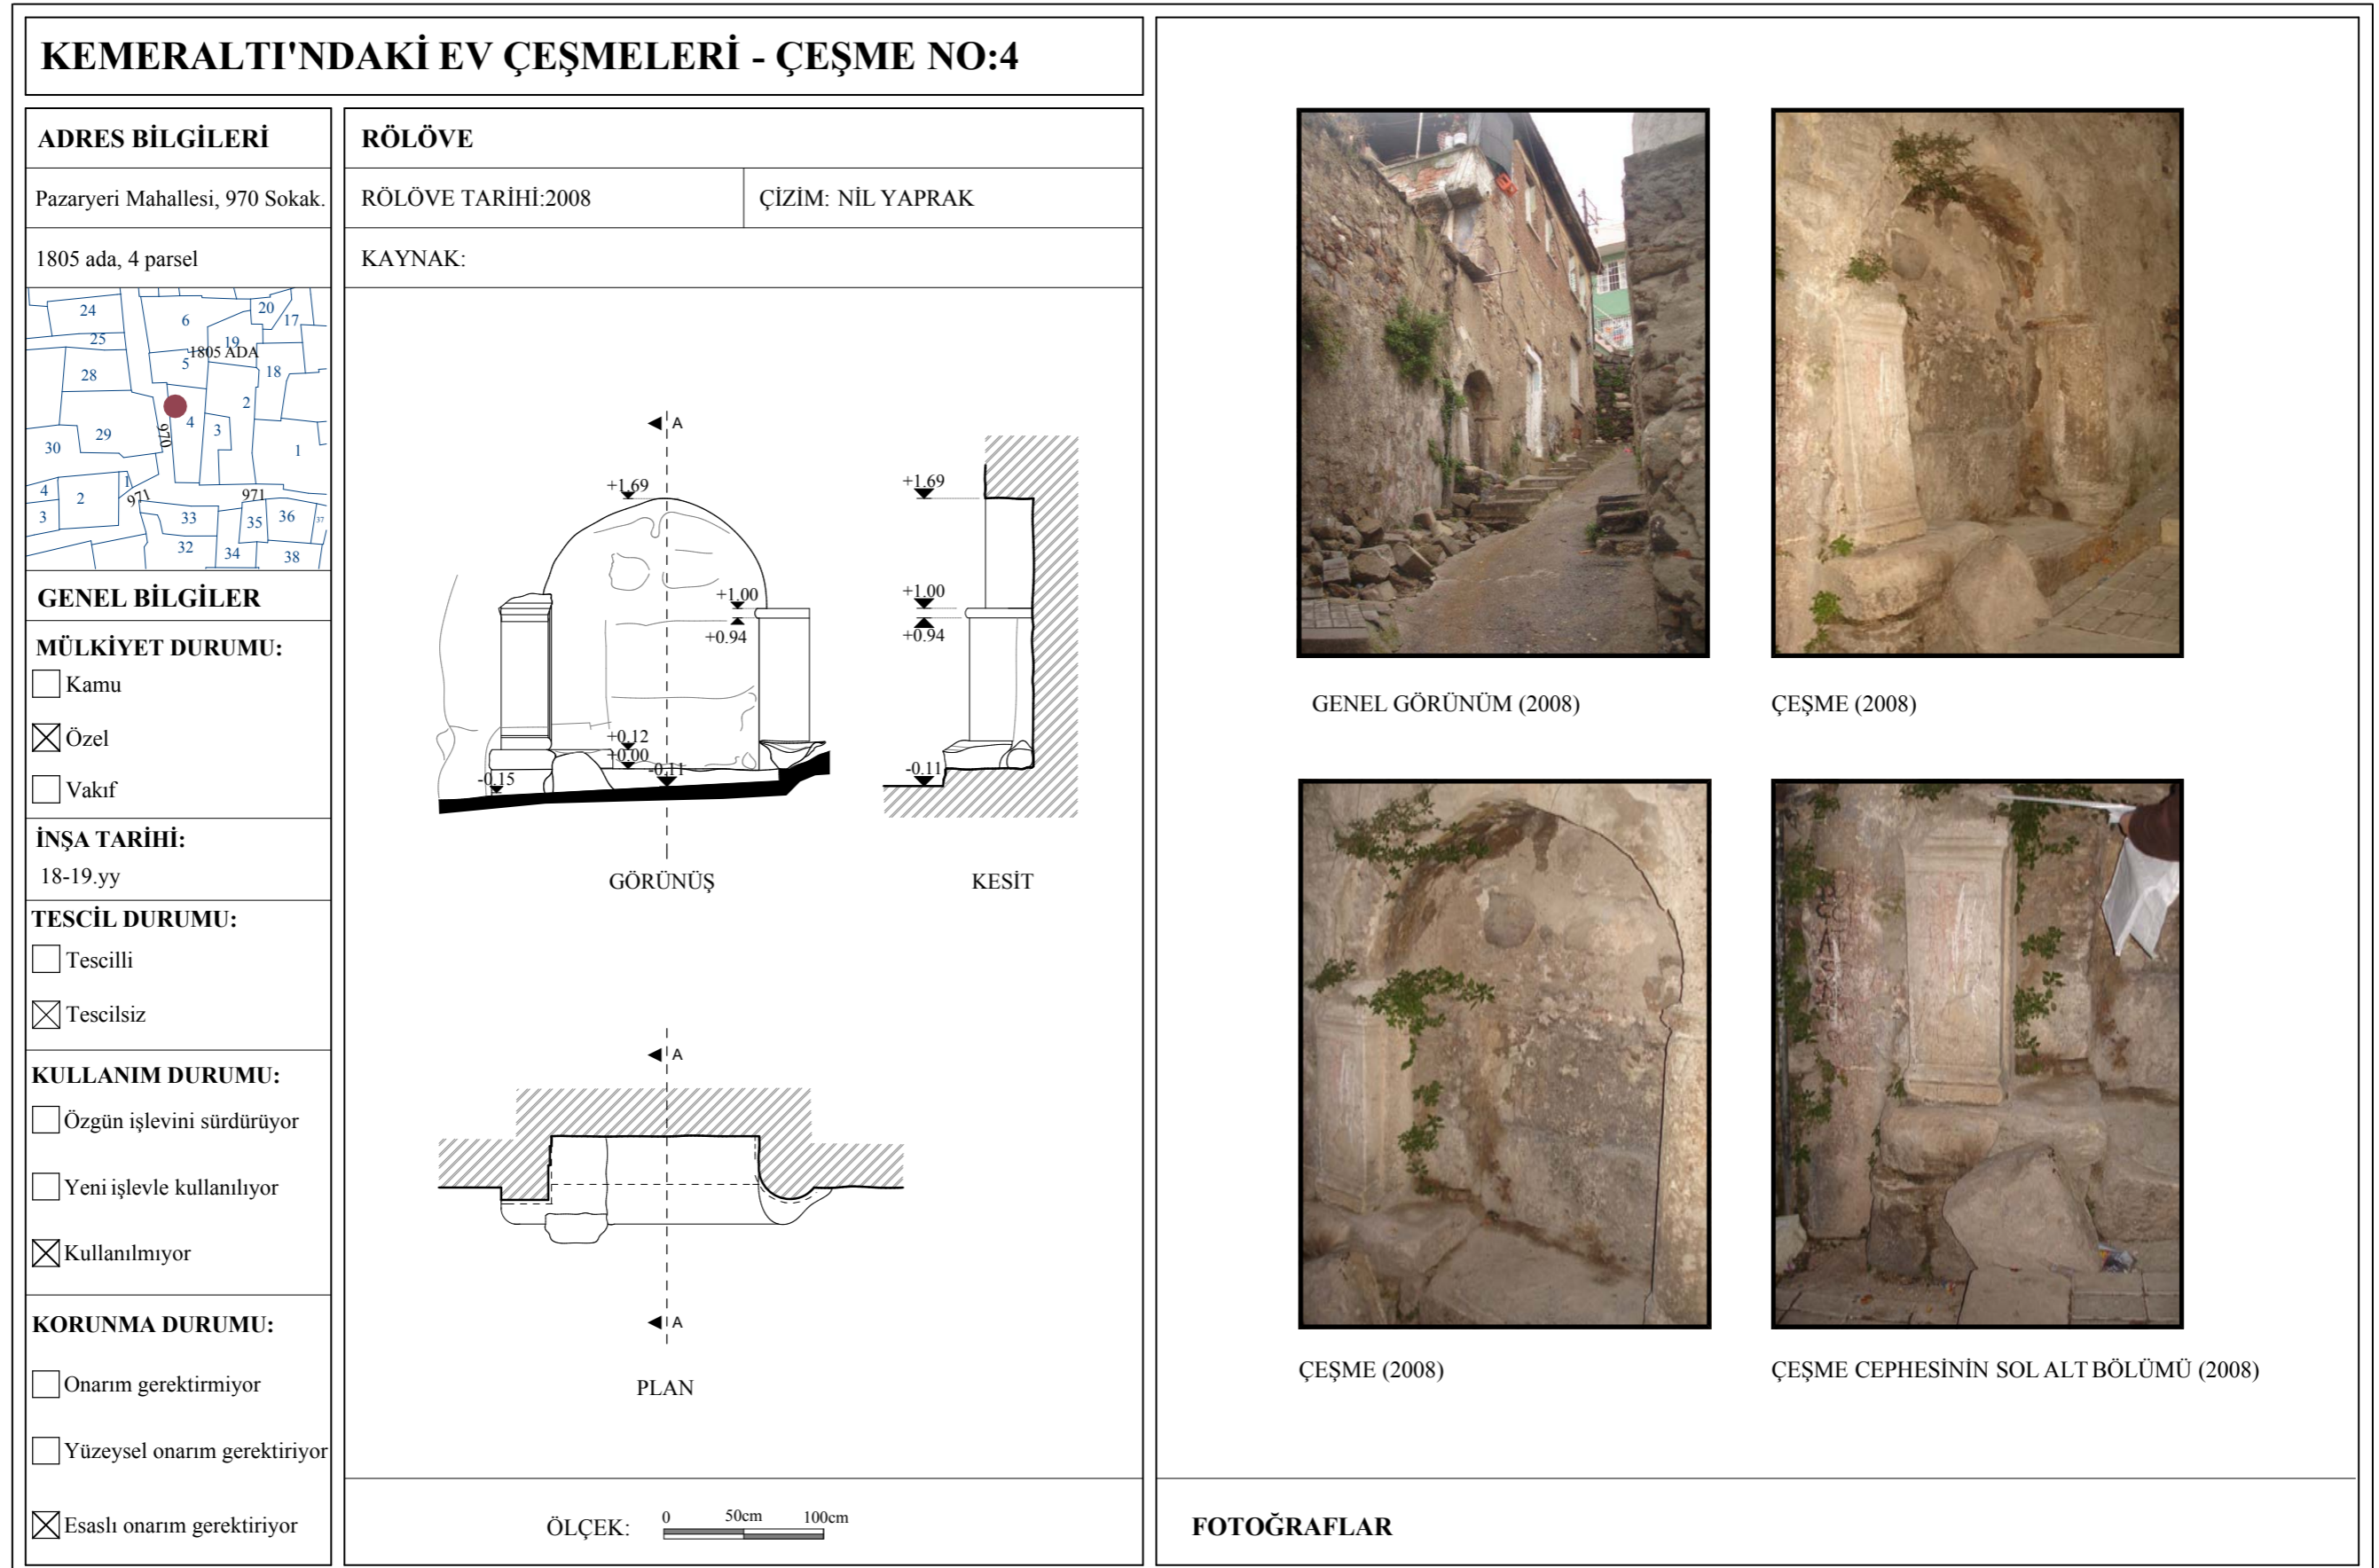 KEMERALTI'NDAKİ EV ÇEŞMELERİ - ÇEŞME NO:4
ADRES BİLGİLERİ
Pazaryeri Mahallesi, 970 Sokak.
1805 ada, 4 parsel
24
6
20
17
25
19
1805 ADA
5
28
18
2
4
29
970
3
30
1
4
2
1
971
971
3
33
35
36
37
32
34
38
GENEL BİLGİLER
MÜLKİYET DURUMU:
Kamu
Özel
Vakıf
İNŞA TARİHİ:
18-19.yy
TESCİL DURUMU:
Tescilli
Tescilsiz
KULLANIM DURUMU:
Özgün işlevini sürdürüyor
Yeni işlevle kullanılıyor
Kullanılmıyor
KORUNMA DURUMU:
Onarım gerektirmiyor
Yüzeysel onarım gerektiriyor
Esaslı onarım gerektiriyor
RÖLÖVE
RÖLÖVE TARİHİ:2008
ÇİZİM: NİL YAPRAK
KAYNAK:
A
+1.69
+1.00
+0.94
+0.12
+0.00
-0.11
-0.15
GÖRÜNÜŞ
+1.69
+1.00
+0.94
-0.11
KESİT
A
A
PLAN
ÖLÇEK:
0 50cm 100cm
GENEL GÖRÜNÜM (2008)
ÇEŞME (2008)
ÇEŞME (2008)
ÇEŞME CEPHESİNİN SOL ALT BÖLÜMÜ (2008)
FOTOĞRAFLAR